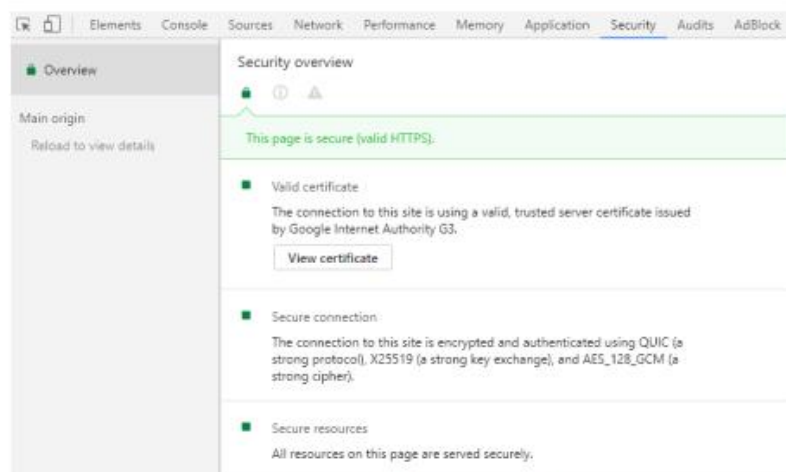 Elements Console Sources Network Performance Memory Application Security Audits AdBlock
Overview
Main origin
Reload to view details
Security overview
This page is secure (valid HTTPS).
Valid certificate
The connection to this site is using a valid, trusted server certificate issued
by Google Internet Authority G3.
View certificate
Secure connection
The connection to this site is encrypted and authenticated using QUIC (a
strong protocol), X25519 (a strong key exchange), and AES_128_GCM (a
strong cipher).
Secure resources
All resources on this page are served securely.